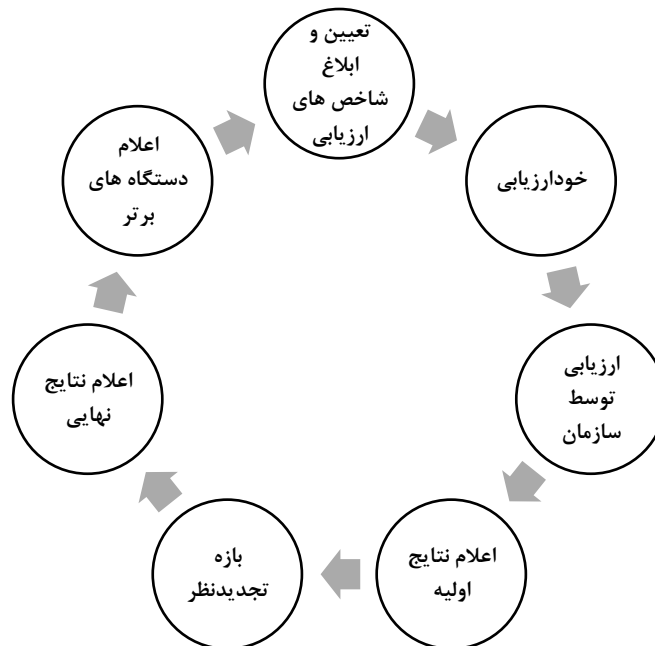 تعیین و
ابلاغ
شاخص های
ارزیابی
خودارزیابی
ارزیابی
توسط
سازمان
اعلام نتایج
اولیه
بازه
تجدیدنظر
اعلام نتایج
نهایی
اعلام
دستگاه های
برتر